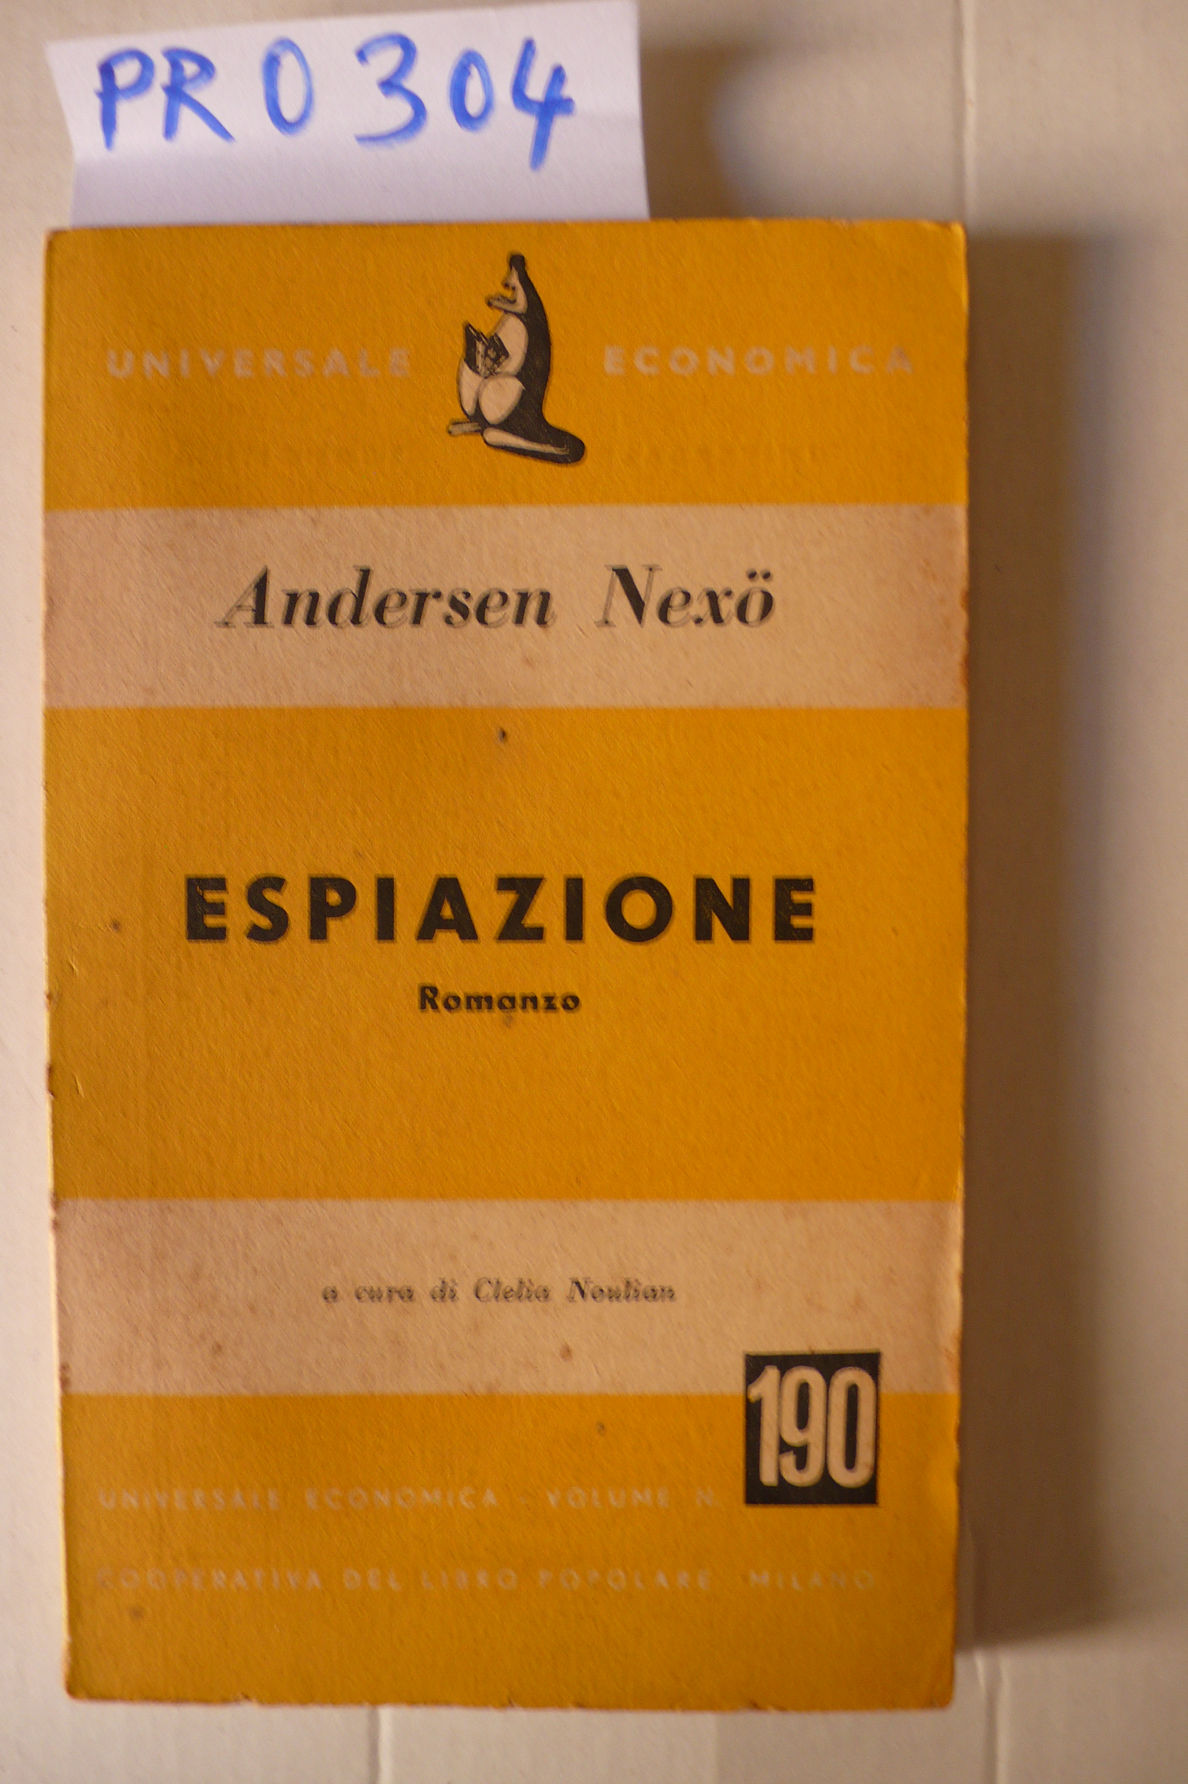 PRO304
UNIVERSALE ECONOMICA
Andersen Nexö
ESPIAZIONE
Romanzo
a cura di Clelia Noulian
190
UNIVERSALE ECONOMICA - VOLUME N.
COOPERATIVA DEL LIBRO POPOLARE MILANO